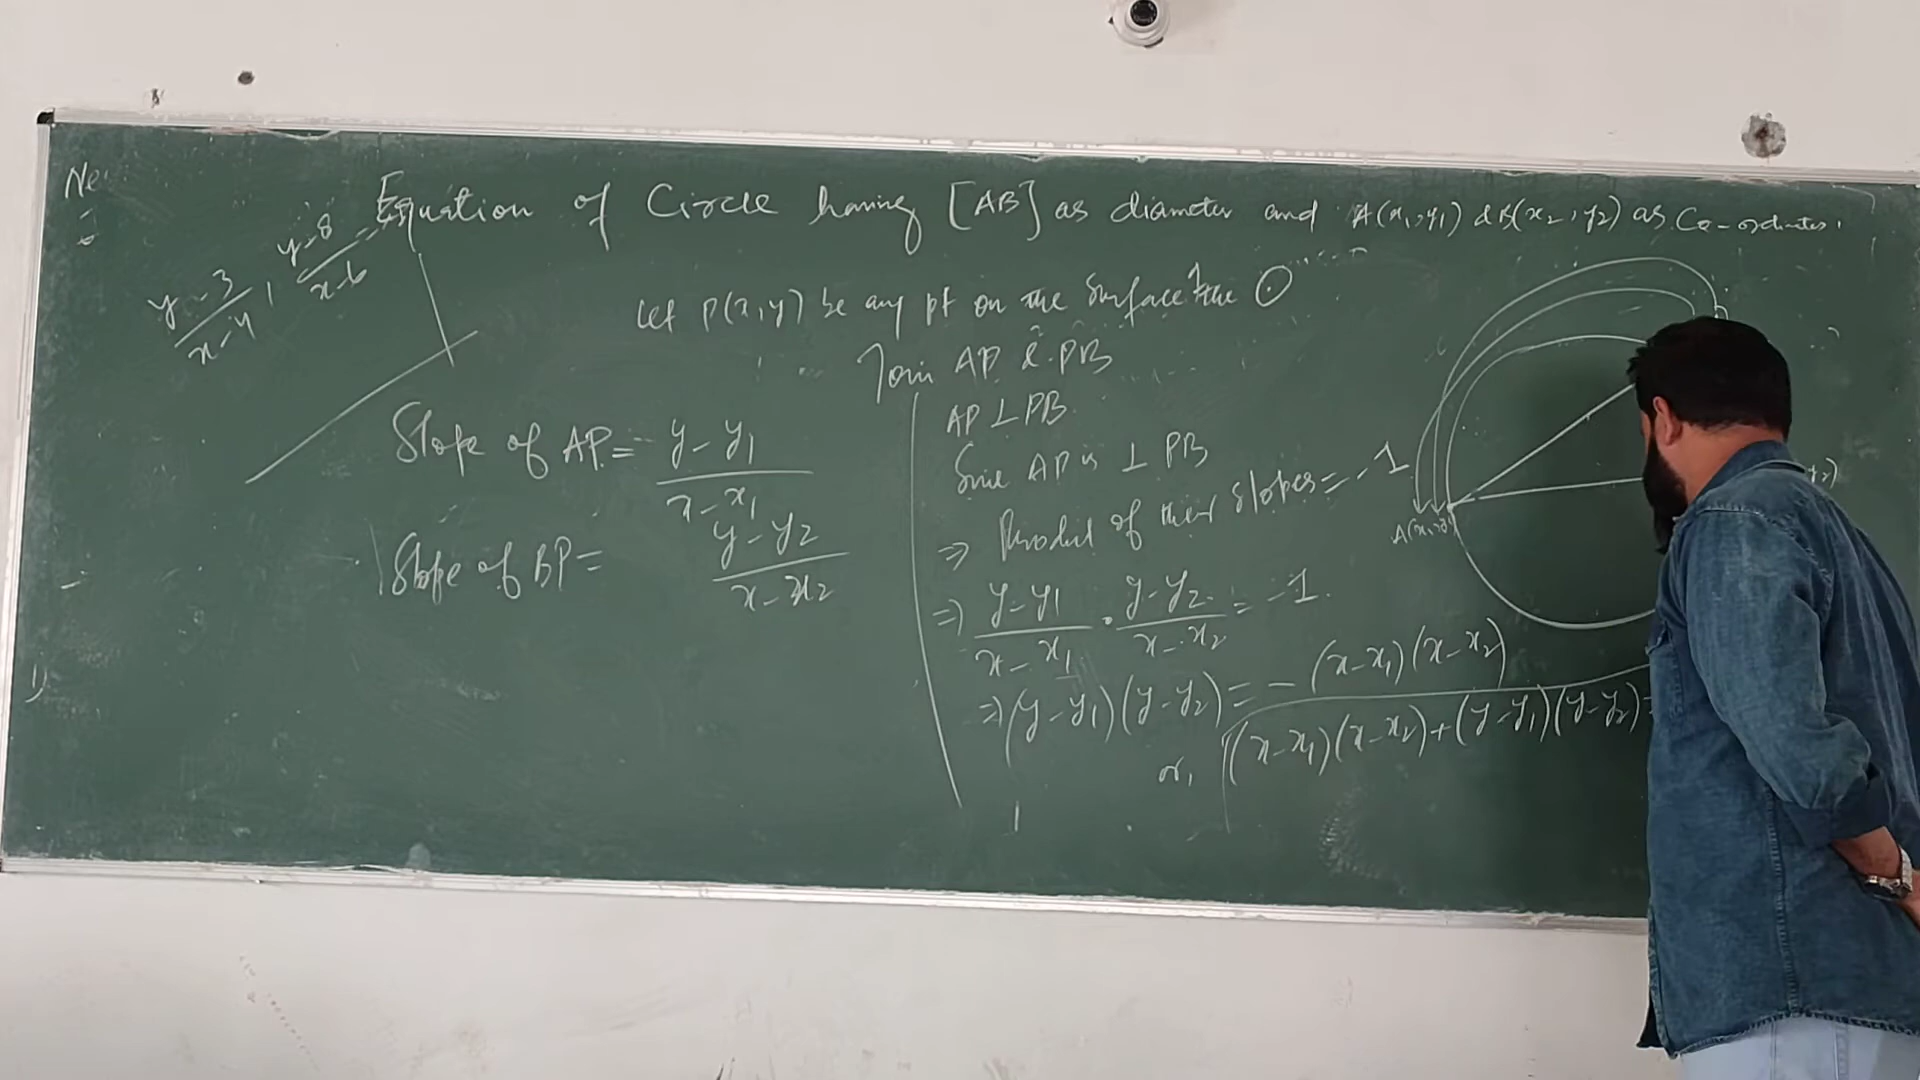 Ne
Equation of Circle having [AB] as diameter and A(x₁,y₁) & B(x₂,y₂) as Co-ordinates.
y-3/x-4, y-8/x-6
Let P(x,y) be any pt on the surface the ⊙
Join AP & PB
AP ⊥ PB
Since AP is ⊥ PB
⇒ Product of their slopes = -1
⇒ y-y₁/x-x₁ . y-y₂/x-x₂ = -1.
⇒ (y-y₁)(y-y₂) = -(x-x₁)(x-x₂)
or, (x-x₁)(x-x₂)+(y-y₁)(y-y₂)=
Slope of AP = y-y₁/x-x₁
Slope of BP = y-y₂/x-x₂
1)